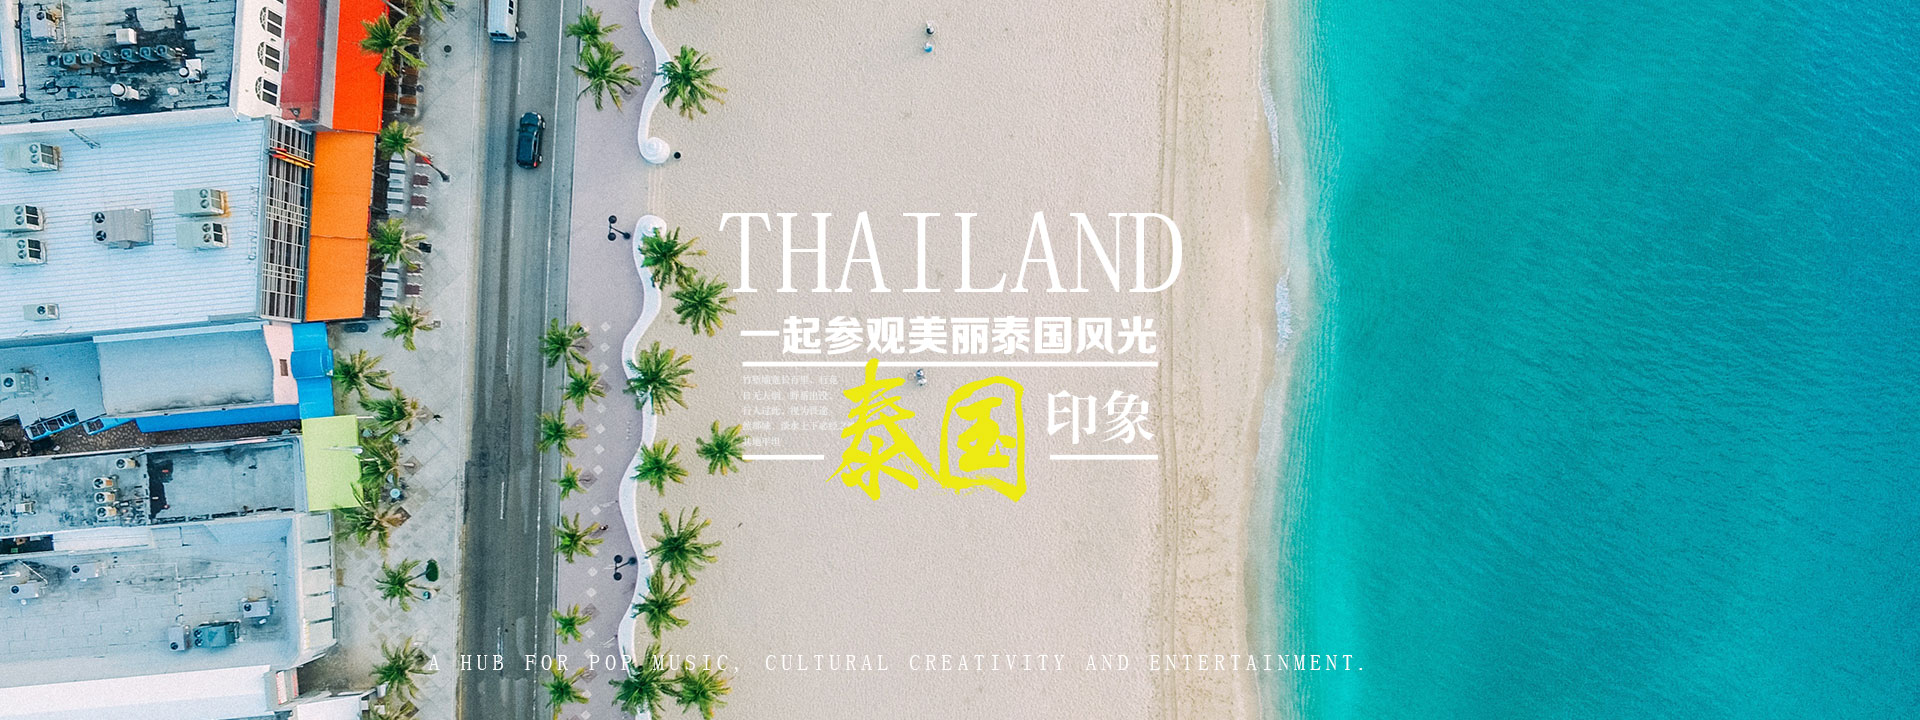 THAILAND
一起参观美丽泰国风光
泰国
印象
A HUB FOR POP MUSIC, CULTURAL CREATIVITY AND ENTERTAINMENT.